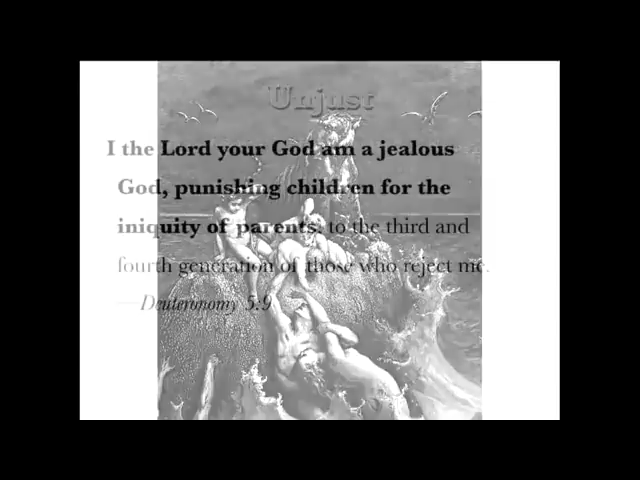 Unjust
I the Lord your God am a jealous
God, punishing children for the
iniquity of parents, to the third and
fourth generation of those who reject me.
—Deuteronomy 5:9